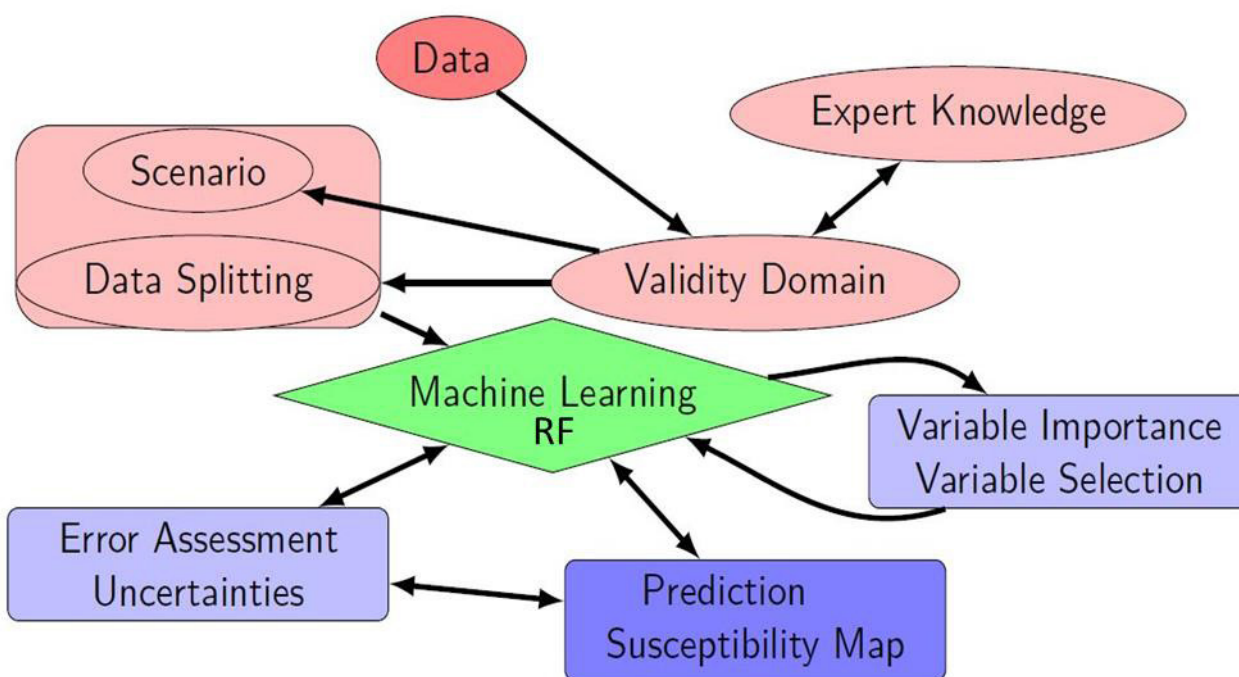 Data
Expert Knowledge
Scenario
Data Splitting
Validity Domain
Machine Learning
RF
Variable Importance
Variable Selection
Error Assessment
Uncertainties
Prediction
Susceptibility Map